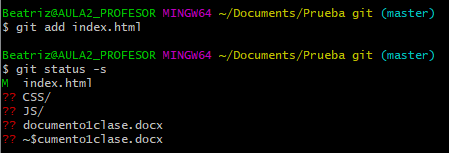 Beatriz@AULA2_PROFESOR MINGW64 ~/Documents/Prueba git (master)
$ git add index.html
Beatriz@AULA2_PROFESOR MINGW64 ~/Documents/Prueba git (master)
$ git status -s
M  index.html
?? CSS/
?? JS/
?? documento1clase.docx
?? ~$cumento1clase.docx